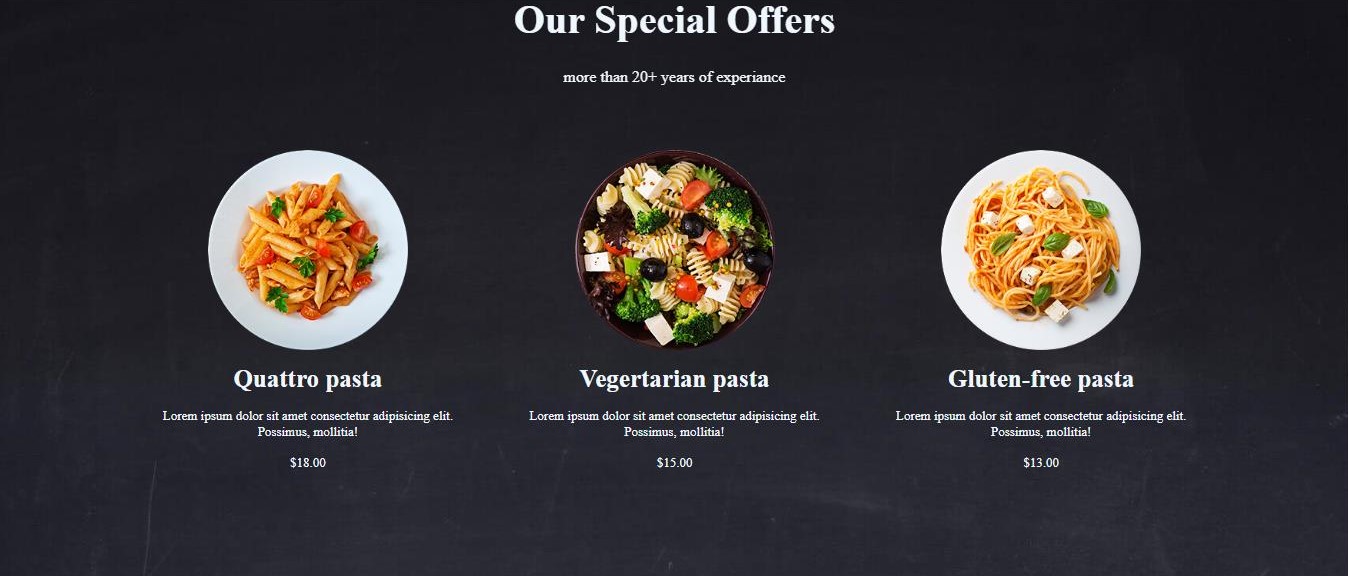 Our Special Offers
more than 20+ years of experiance
Quattro pasta
Lorem ipsum dolor sit amet consectetur adipisicing elit.
Possimus, mollitia!
$18.00
Vegertarian pasta
Lorem ipsum dolor sit amet consectetur adipisicing elit.
Possimus, mollitia!
$15.00
Gluten-free pasta
Lorem ipsum dolor sit amet consectetur adipisicing elit.
Possimus, mollitia!
$13.00